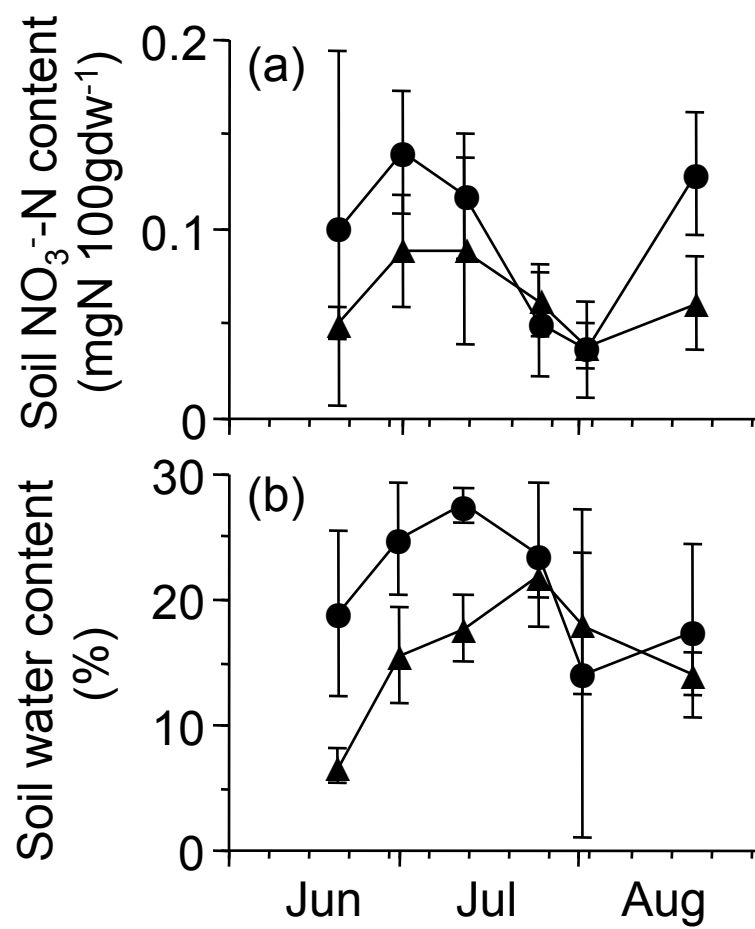 Soil NO₃⁻-N content
(mgN 100gdw⁻¹)
0.2
0.1
0
(a)
Soil water content
(%)
30
20
10
0
(b)
Jun Jul Aug